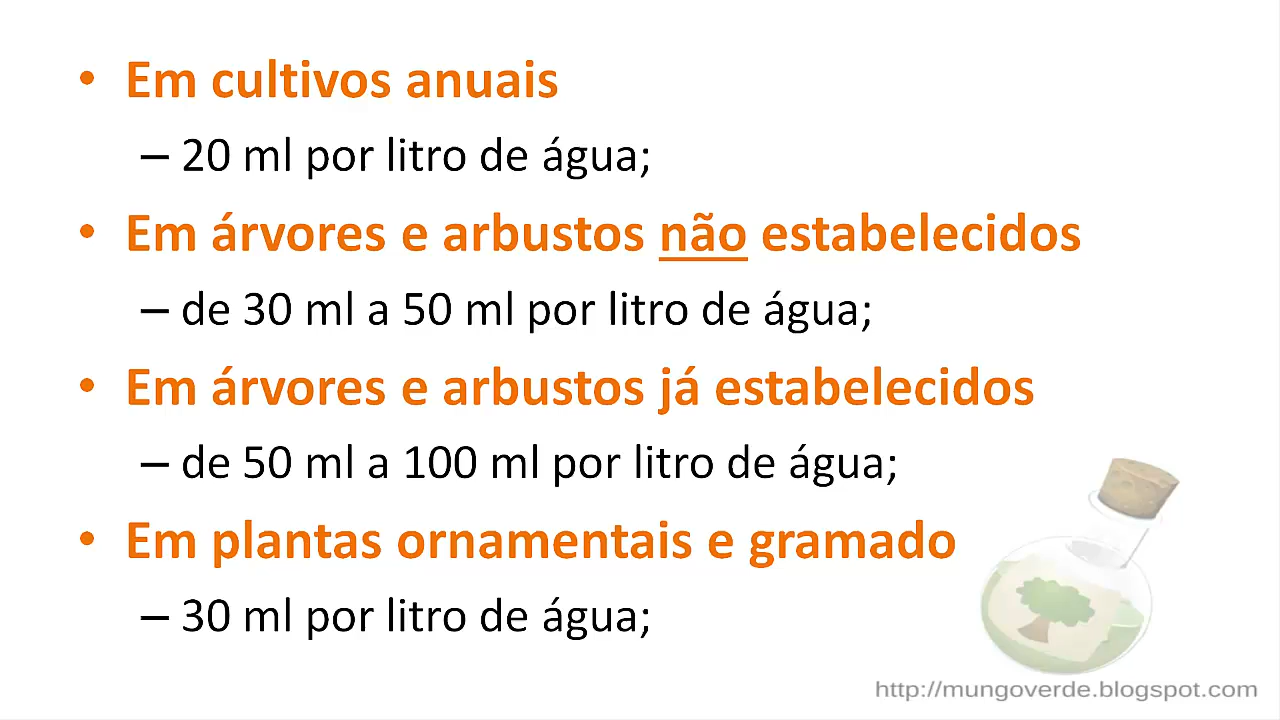 • Em cultivos anuais
– 20 ml por litro de água;
• Em árvores e arbustos não estabelecidos
– de 30 ml a 50 ml por litro de água;
• Em árvores e arbustos já estabelecidos
– de 50 ml a 100 ml por litro de água;
• Em plantas ornamentais e gramado
– 30 ml por litro de água;
http://mungoverde.blogspot.com